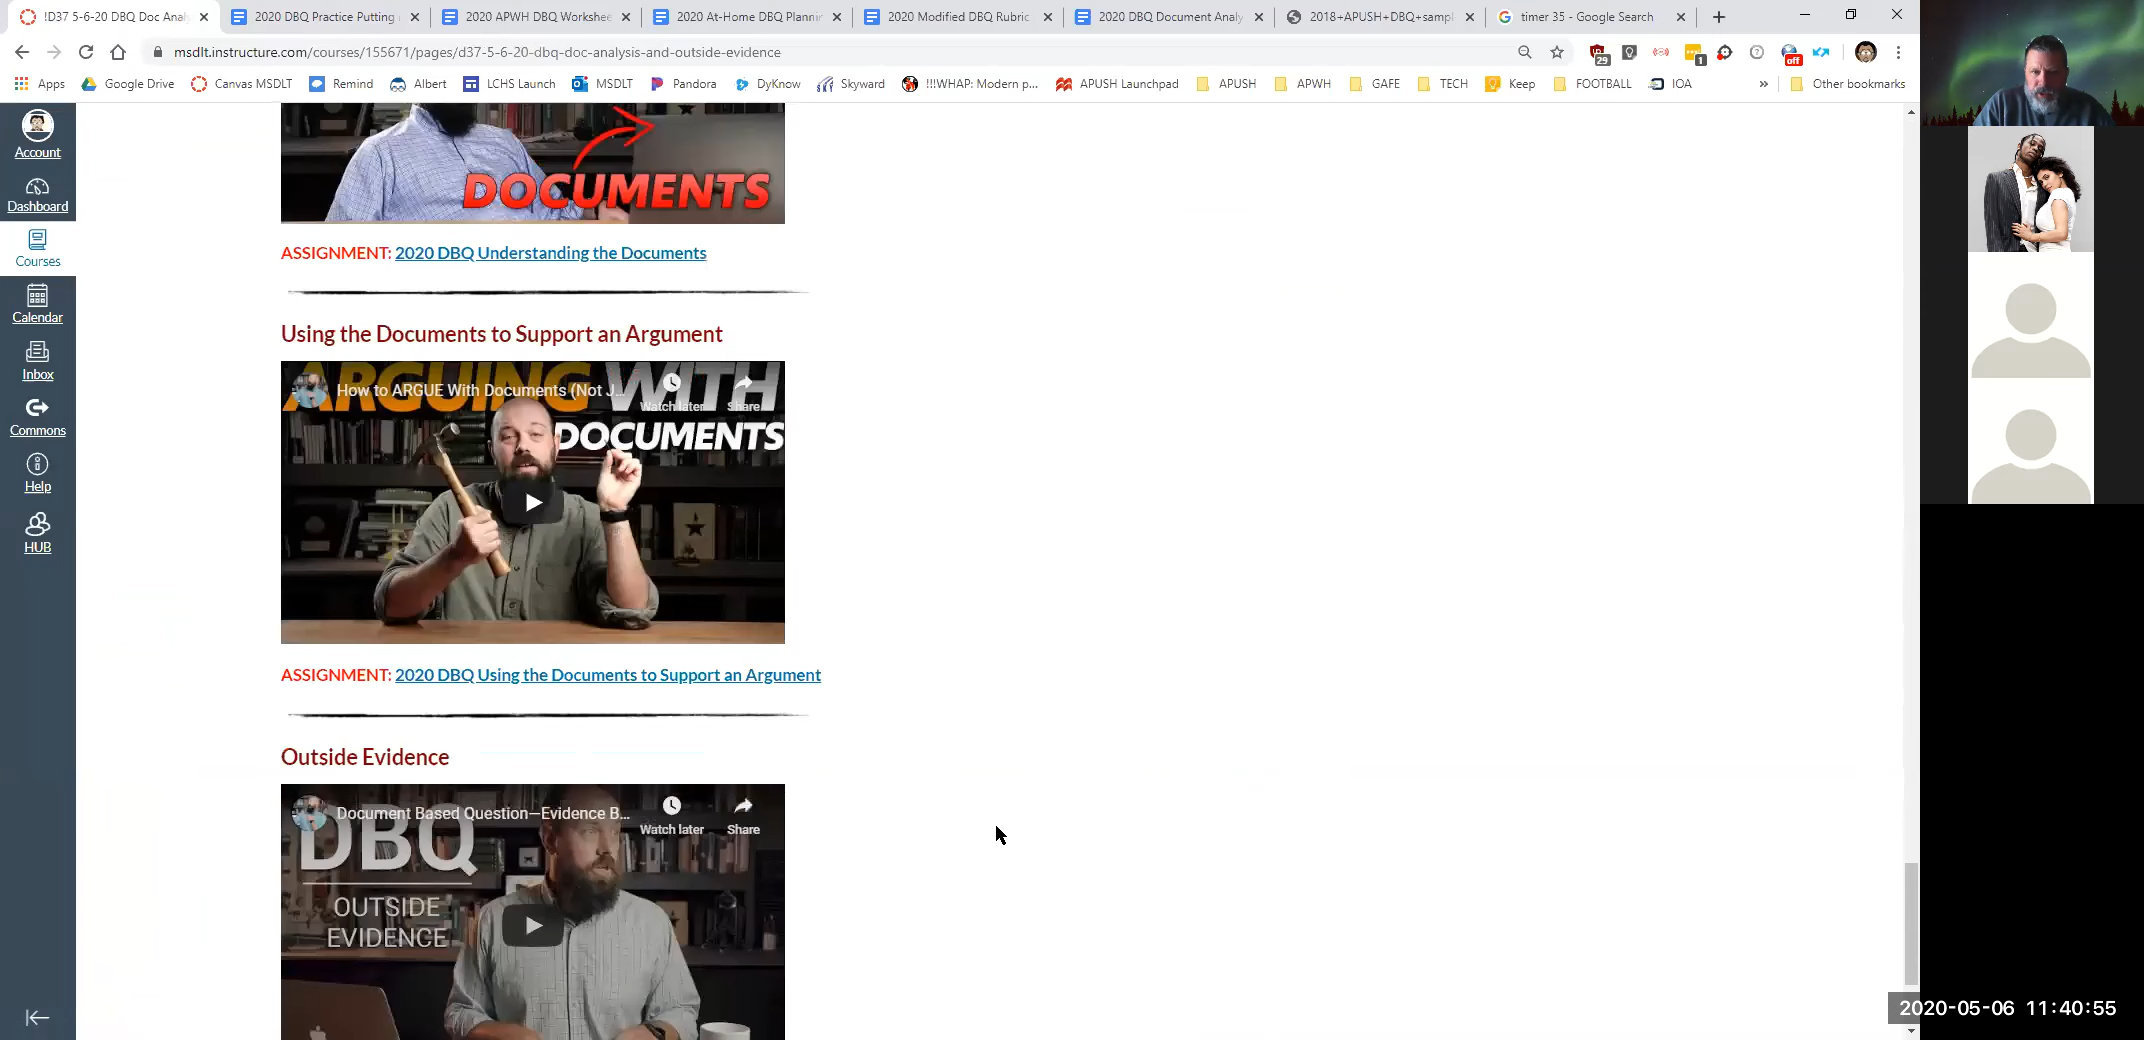 !D37 5-6-20 DBQ Doc Anal
2020 DBQ Practice Putting
2020 APWH DBQ Workshee
2020 At-Home DBQ Plannin
2020 Modified DBQ Rubric
2020 DBQ Document Analy
2018+APUSH+DBQ+samp
timer 35 - Google Search
msdlt.instructure.com/courses/155671/pages/d37-5-6-20-dbq-doc-analysis-and-outside-evidence
29
1
off
Apps
Google Drive
Canvas MSDLT
Remind
Albert
LCHS Launch
MSDLT
Pandora
DyKnow
Skyward
!!!WHAP: Modern p...
APUSH Launchpad
APUSH
APWH
GAFE
TECH
Keep
FOOTBALL
IOA
»
Other bookmarks
Account
Dashboard
Courses
Calendar
Inbox
Commons
Help
HUB
DOCUMENTS
ASSIGNMENT: 2020 DBQ Understanding the Documents
Using the Documents to Support an Argument
ARGUING WITH
DOCUMENTS
How to ARGUE With Documents (Not J...
Watch later
Share
ASSIGNMENT: 2020 DBQ Using the Documents to Support an Argument
Outside Evidence
Document Based Question—Evidence B...
Watch later
Share
DBQ
OUTSIDE
EVIDENCE
2020-05-06 11:40:55